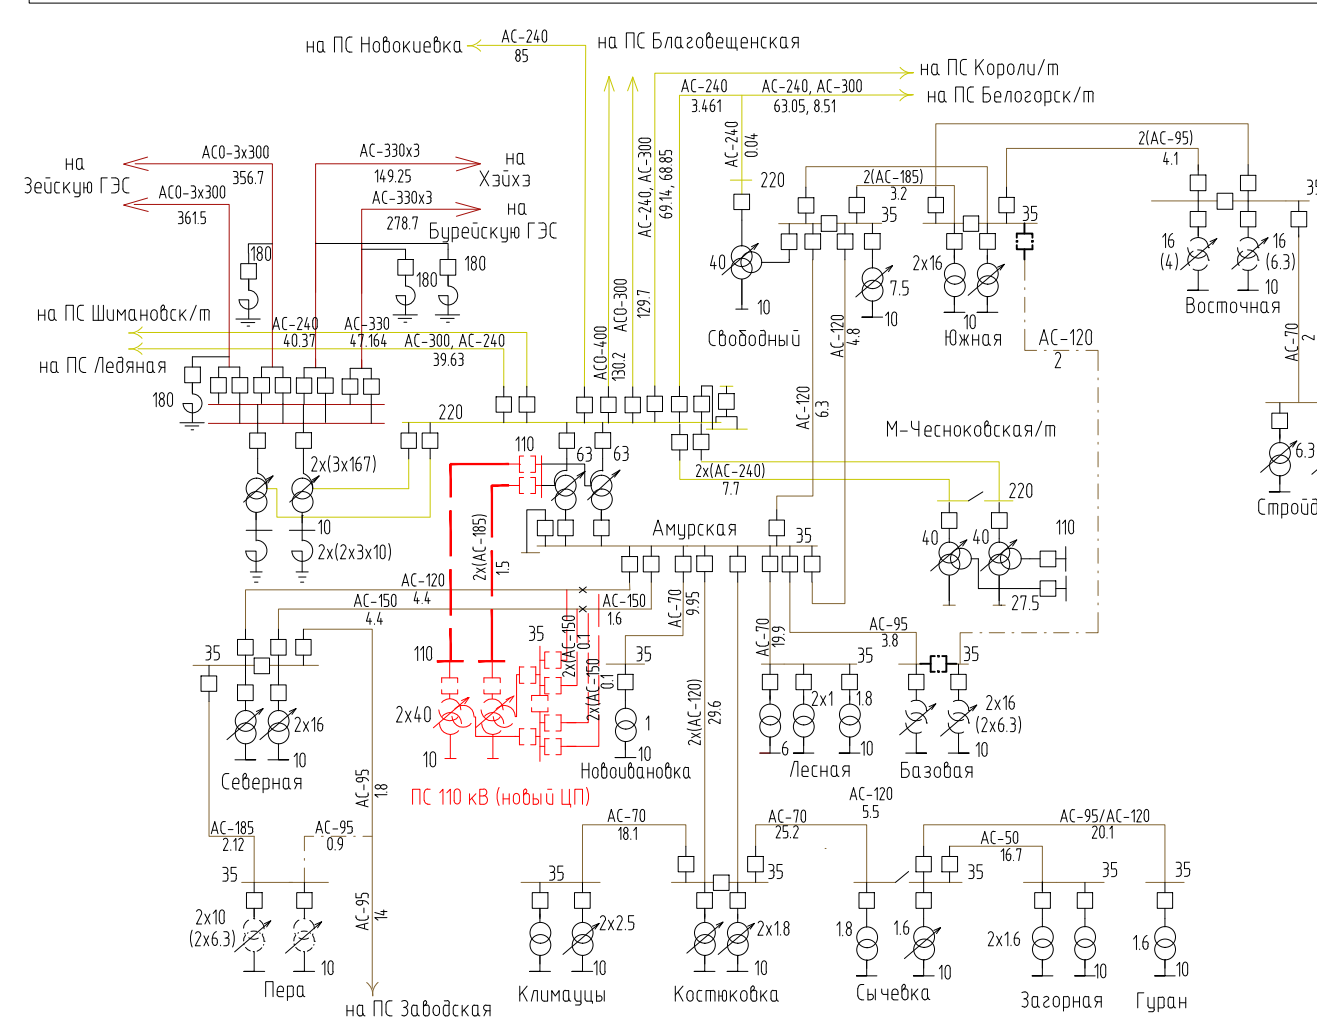 на ПС Новокиевка
АС-240
85
на ПС Благовещенская
на ПС Короли/т
АС-240
3.461
АС-240, АС-300
63.05, 8.51
на ПС Белогорск/т
на
Зейскую ГЭС
АСО-3х300
356.7
АСО-3х300
361.5
АС-330х3
149.25
на
Хэйхэ
АС-330х3
278.7
на
Бурейскую ГЭС
АС-240, АС-300
69.14, 68.85
АС-240
0.04
220
2(АС-185)
3.2
35
2(АС-95)
4.1
35
35
180
180
180
40
10
Свободный
7.5
10
2х16
10
Южная
16
(4)
16
(6.3)
10
Восточная
АС-70
2
на ПС Шимановск/т
АС-240
40.37
АС-330
47.164
АС-300, АС-240
39.63
на ПС Ледяная
180
АСО-400
130.2
АСО-300
129.7
АС-120
6.3
АС-120
4.8
АС-120
2
220
110
63
63
2х(3х167)
10
2х(2х3х10)
2х(АС-240)
7.7
М-Чесноковская/т
220
110
40
40
27.5
6.3
Стройд
Амурская
35
2х(АС-185)
1.5
АС-120
4.4
АС-150
4.4
АС-150
1.6
АС-70
9.95
АС-70
19.9
АС-95
3.8
35
110
35
2х(АС-150
0.1
2х(АС-150
0.1
35
35
35
35
2х16
10
Северная
2х40
10
ПС 110 кВ (новый ЦП)
1
10
Новоивановка
2х(АС-120)
29.6
6
2х1
1.8
10
Лесная
2х16
(2х6.3)
10
Базовая
АС-95
1.8
АС-185
2.12
АС-95
0.9
АС-70
18.1
АС-70
25.2
АС-120
5.5
АС-50
16.7
АС-95/АС-120
20.1
35
35
35
35
35
35
2х10
(2х6.3)
10
Пера
АС-95
14
на ПС Заводская
2х2.5
10
Климауцы
2х1.8
10
Костюковка
1.8
1.6
10
Сычевка
2х1.6
10
Загорная
1.6
10
Гуран